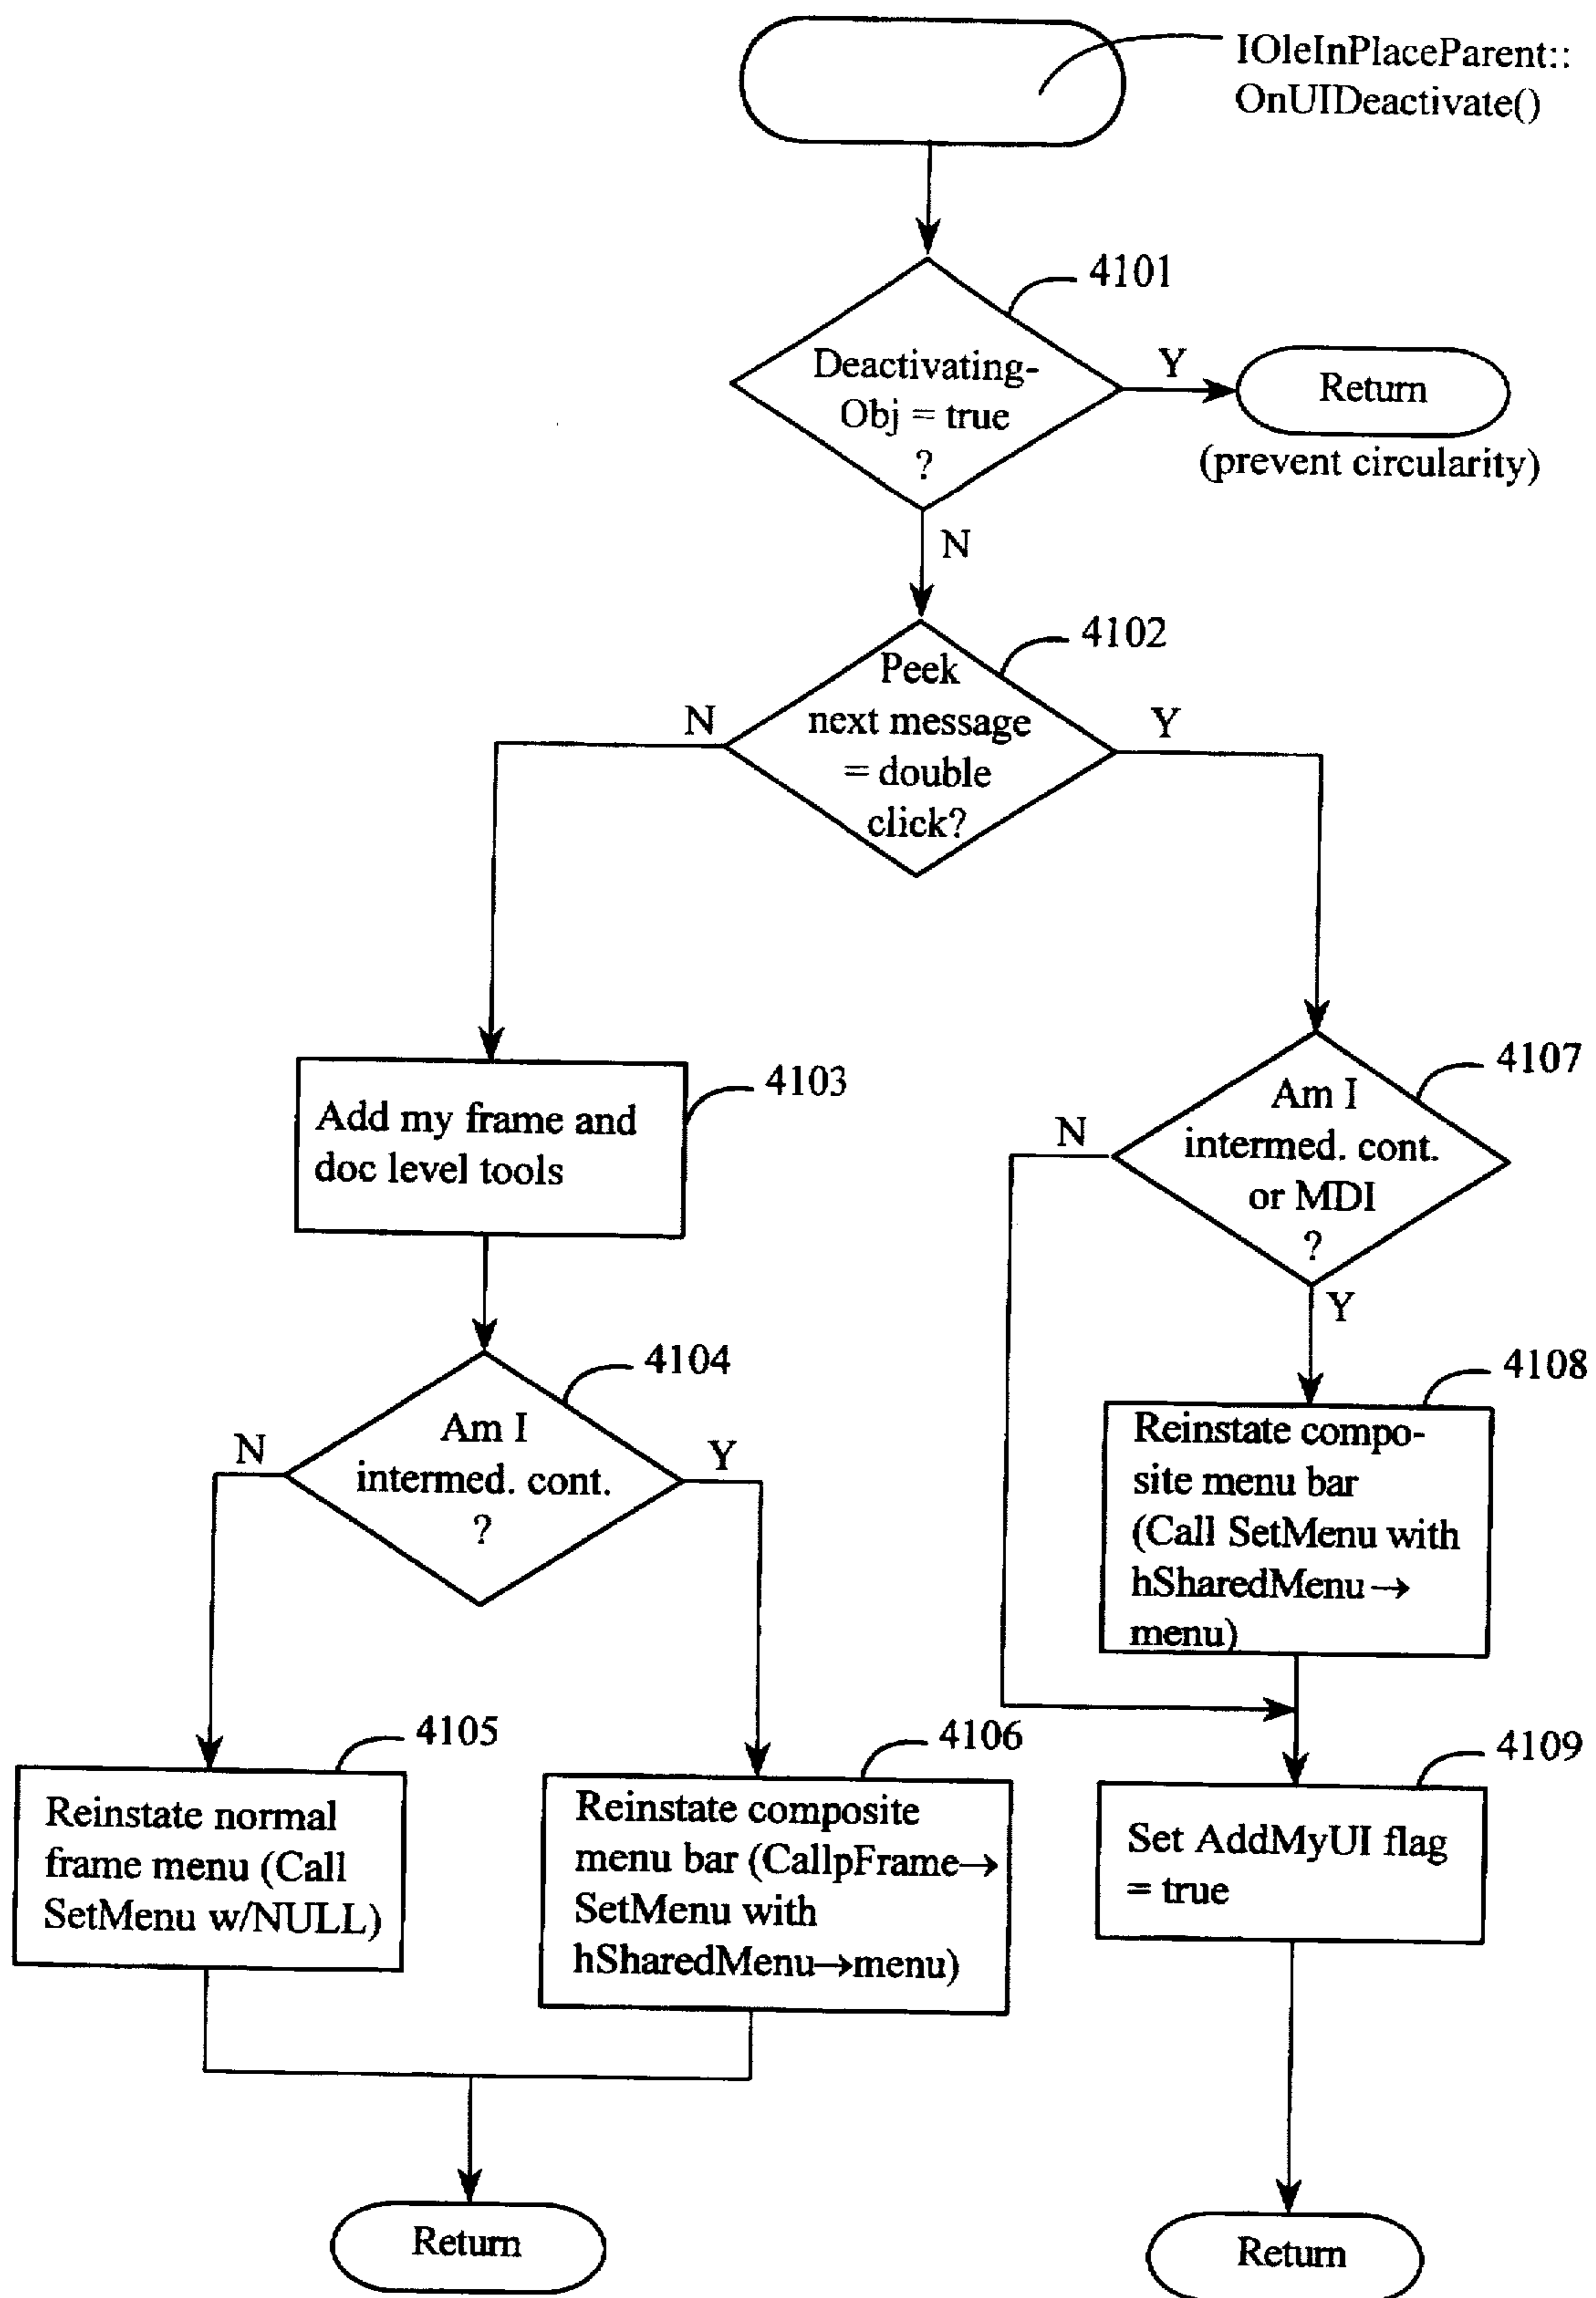 IOleInPlaceParent::
OnUIDeactivate()
4101
Deactivating-
Obj = true
?
Y
Return
(prevent circularity)
N
4102
Peek
next message
= double
click?
N
Y
4103
Add my frame and
doc level tools
4107
Am I
intermed. cont.
or MDI
?
N
Y
4104
Am I
intermed. cont.
?
N
Y
4108
Reinstate compo-
site menu bar
(Call SetMenu with
hSharedMenu→
menu)
4105
Reinstate normal
frame menu (Call
SetMenu w/NULL)
4106
Reinstate composite
menu bar (CallpFrame→
SetMenu with
hSharedMenu→menu)
4109
Set AddMyUI flag
= true
Return
Return